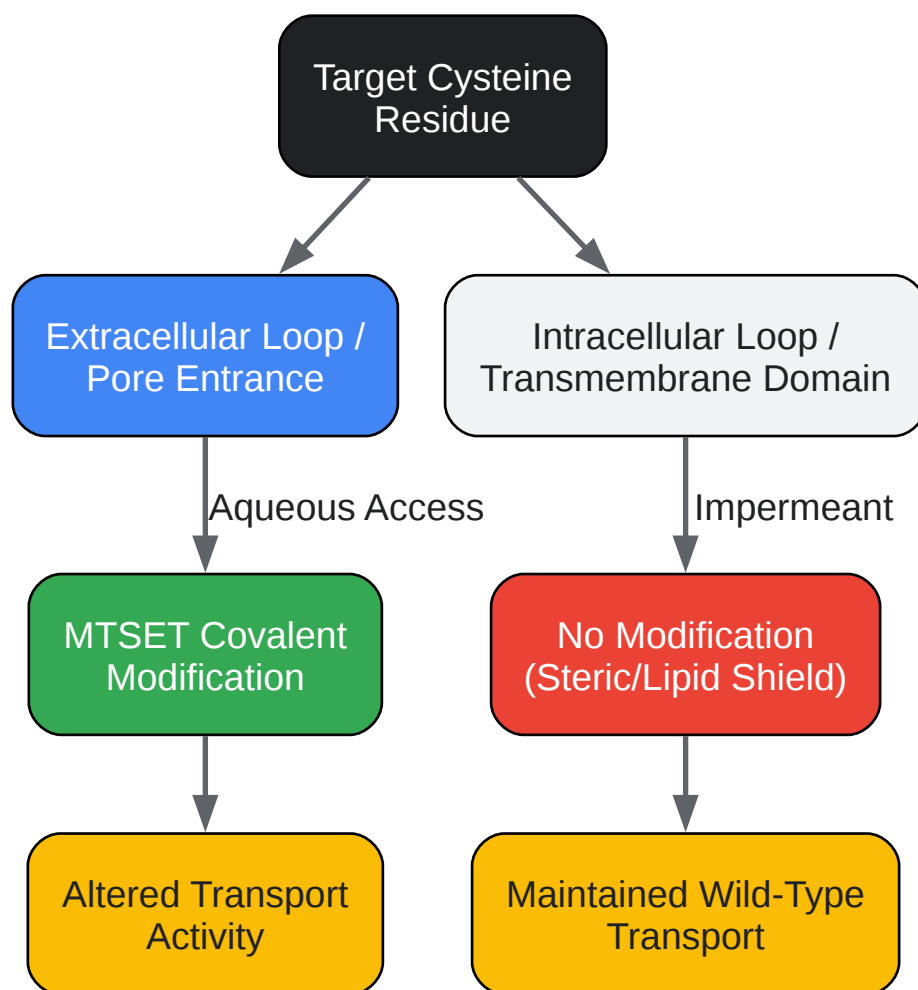 Target Cysteine
Residue
Extracellular Loop /
Pore Entrance
Intracellular Loop /
Transmembrane Domain
Aqueous Access
Impermeant
MTSET Covalent
Modification
No Modification
(Steric/Lipid Shield)
Altered Transport
Activity
Maintained Wild-Type
Transport